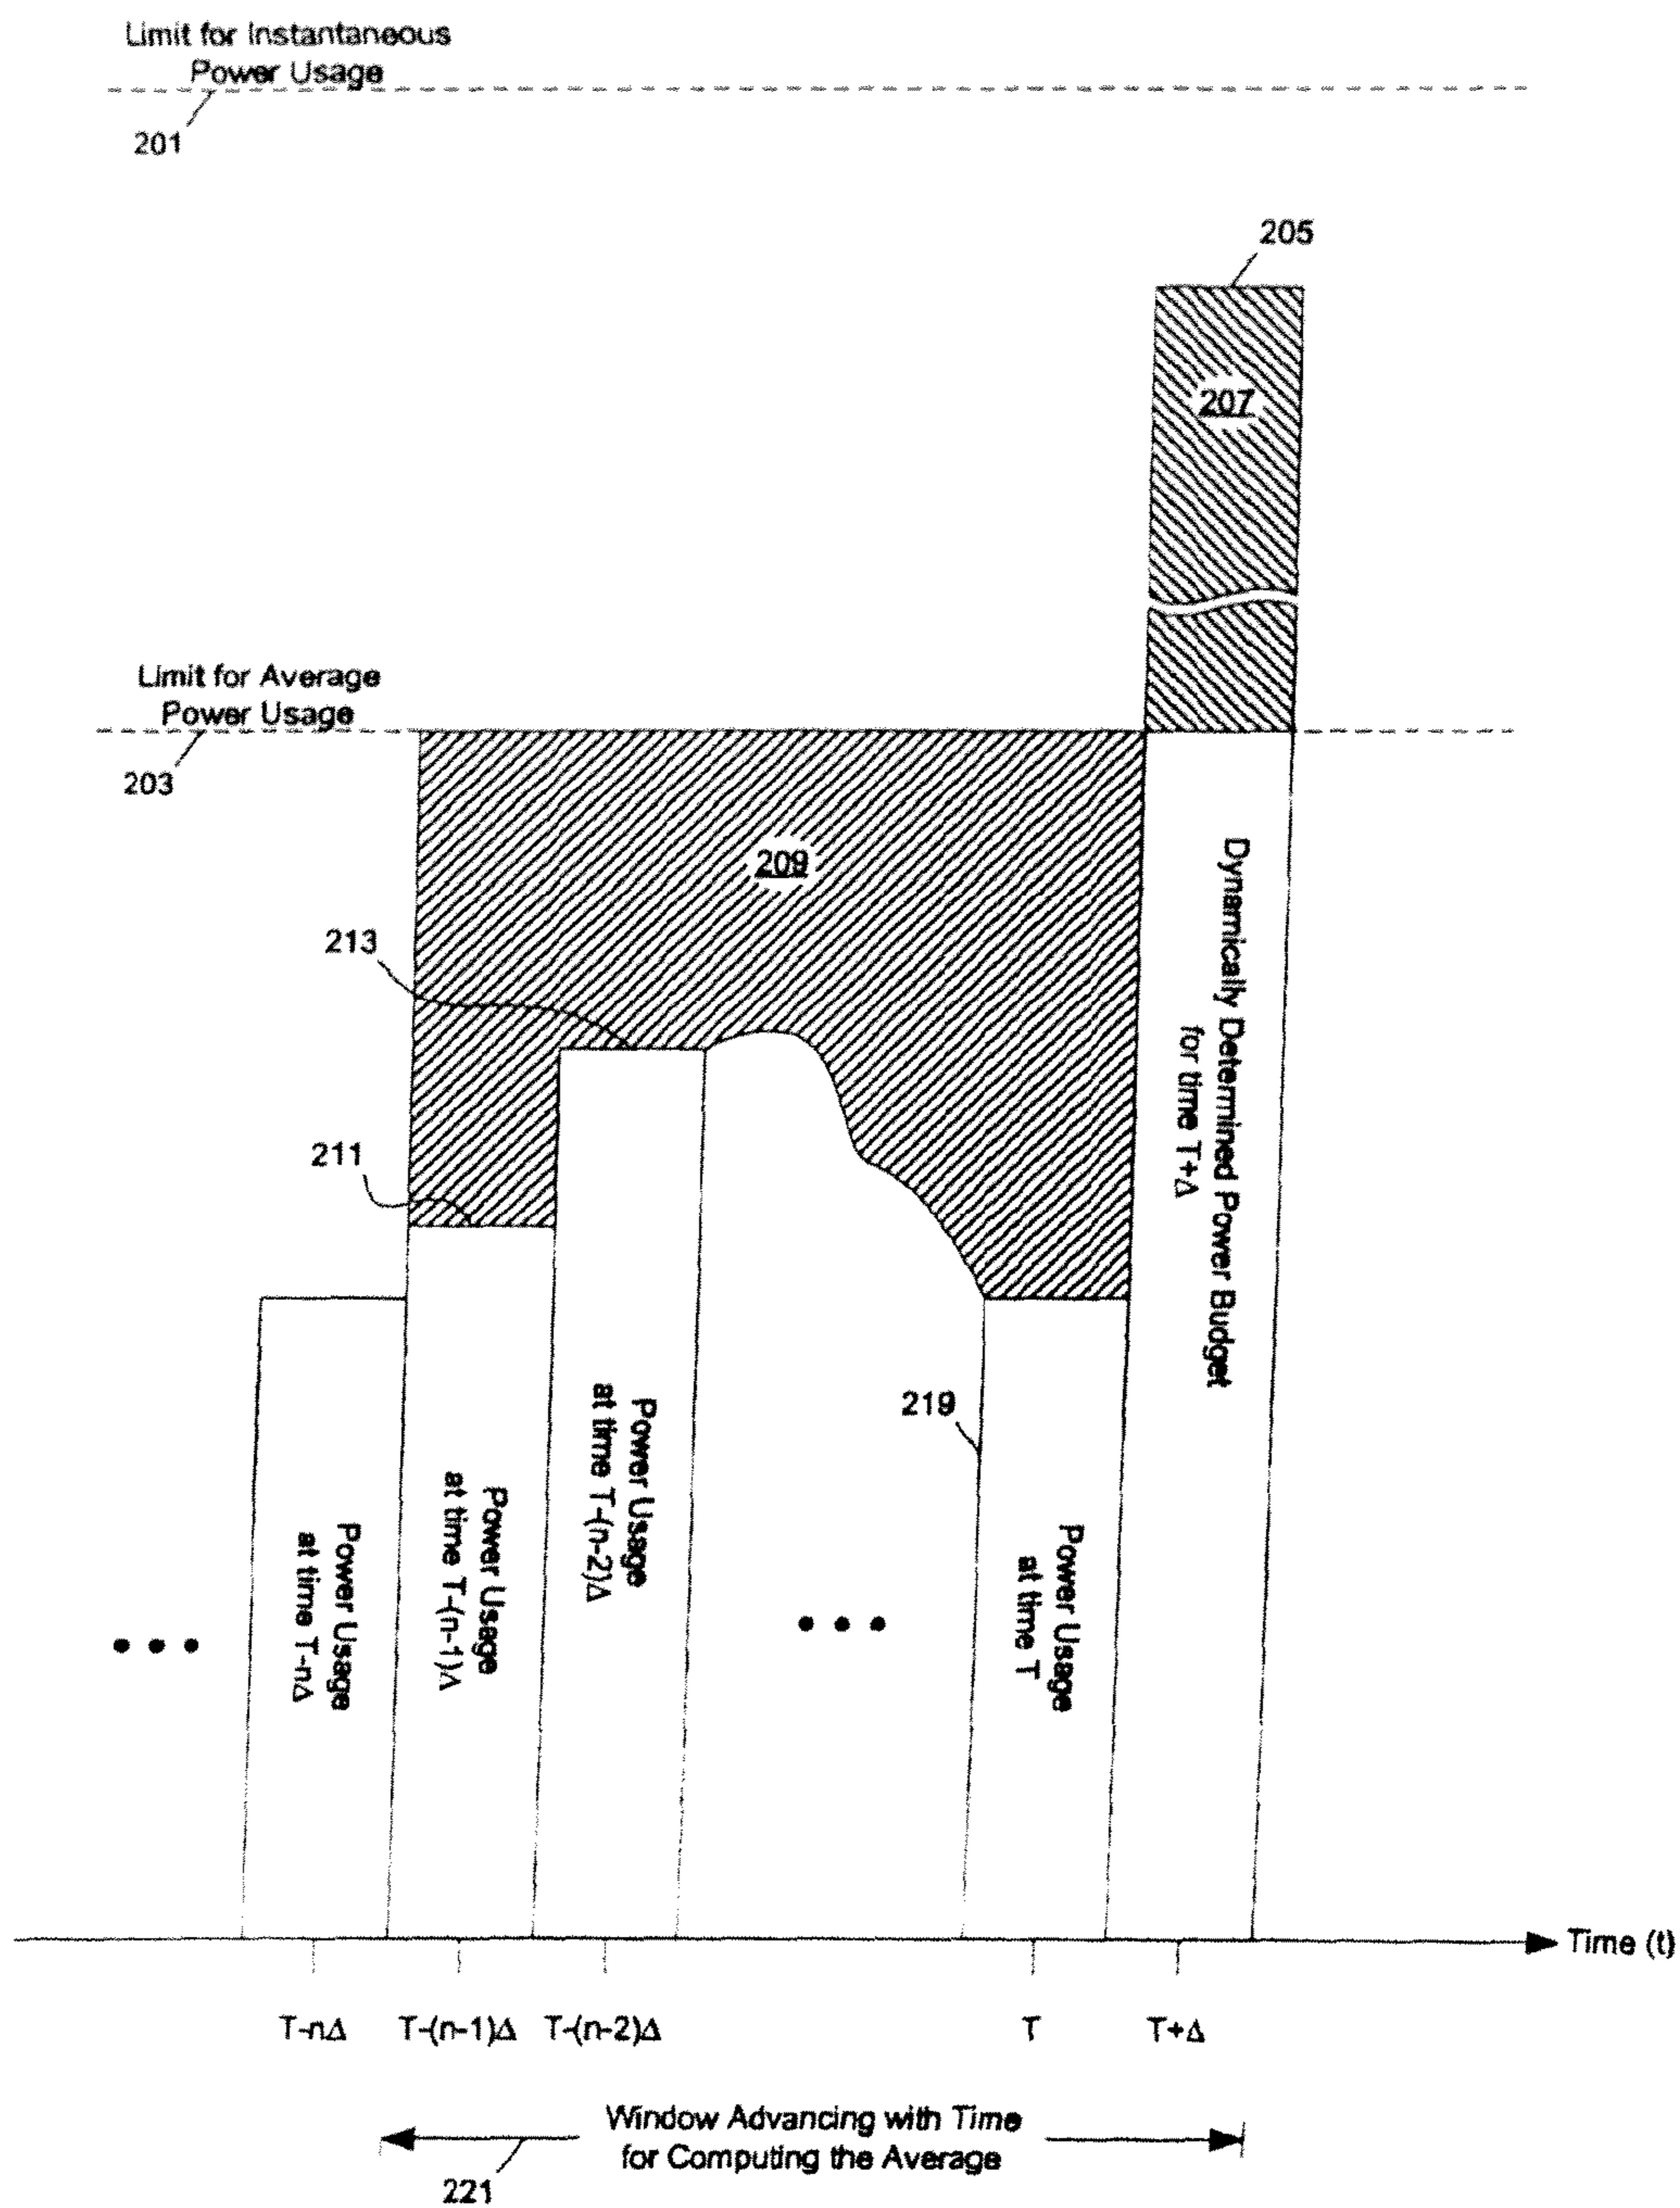 Limit for Instantaneous
Power Usage
201
205
207
Limit for Average
Power Usage
203
209
213
211
219
Dynamically Determined Power Budget
for time T+Δ
Power Usage
at time T-nΔ
Power Usage
at time T-(n-1)Δ
Power Usage
at time T-(n-2)Δ
Power Usage
at time T
Time (t)
T-nΔ T-(n-1)Δ T-(n-2)Δ T T+Δ
Window Advancing with Time
for Computing the Average
221